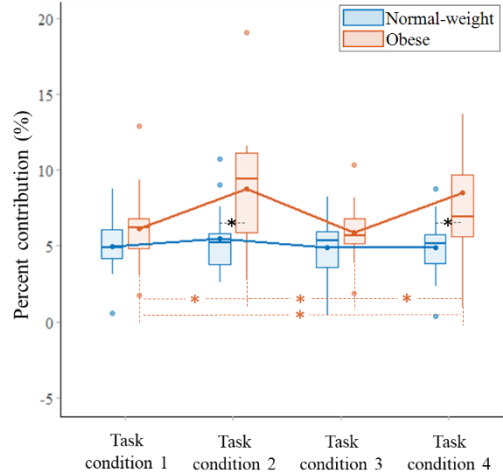 Normal-weight
Obese
Percent contribution (%)
20
15
10
5
0
-5
*
*
*
*
*
*
Task
condition 1
Task
condition 2
Task
condition 3
Task
condition 4